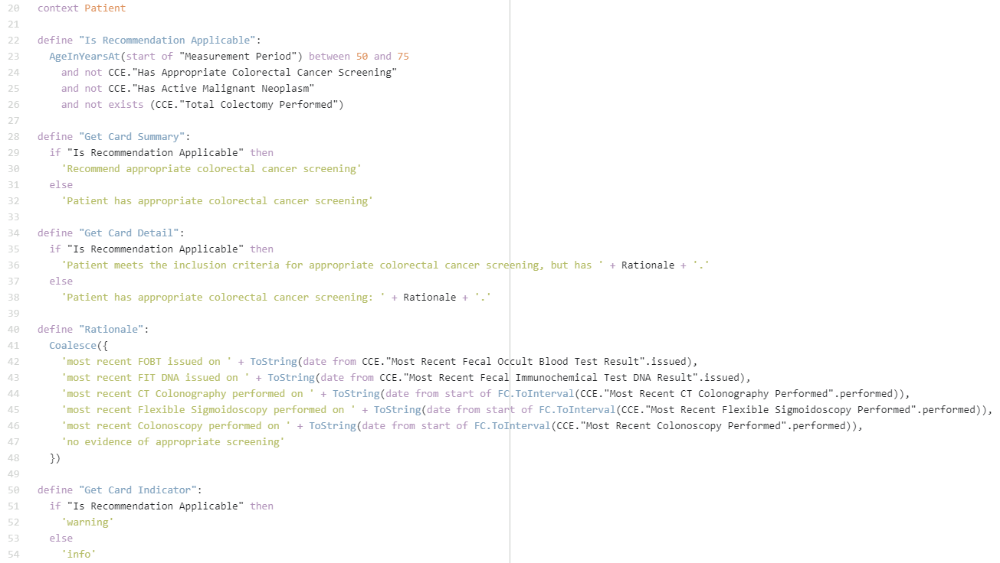 20 context Patient
21
22 define "Is Recommendation Applicable":
23   AgeInYearsAt(start of "Measurement Period") between 50 and 75
24     and not CCE."Has Appropriate Colorectal Cancer Screening"
25     and not CCE."Has Active Malignant Neoplasm"
26     and not exists (CCE."Total Colectomy Performed")
27
28 define "Get Card Summary":
29   if "Is Recommendation Applicable" then
30     'Recommend appropriate colorectal cancer screening'
31   else
32     'Patient has appropriate colorectal cancer screening'
33
34 define "Get Card Detail":
35   if "Is Recommendation Applicable" then
36     'Patient meets the inclusion criteria for appropriate colorectal cancer screening, but has ' + Rationale + '.'
37   else
38     'Patient has appropriate colorectal cancer screening: ' + Rationale + '.'
39
40 define "Rationale":
41   Coalesce({
42     'most recent FOBT issued on ' + ToString(date from CCE."Most Recent Fecal Occult Blood Test Result".issued),
43     'most recent FIT DNA issued on ' + ToString(date from CCE."Most Recent Fecal Immunochemical Test DNA Result".issued),
44     'most recent CT Colonography performed on ' + ToString(date from start of FC.ToInterval(CCE."Most Recent CT Colonography Performed".performed)),
45     'most recent Flexible Sigmoidoscopy performed on ' + ToString(date from start of FC.ToInterval(CCE."Most Recent Flexible Sigmoidoscopy Performed".performed)),
46     'most recent Colonoscopy performed on ' + ToString(date from start of FC.ToInterval(CCE."Most Recent Colonoscopy Performed".performed)),
47     'no evidence of appropriate screening'
48   })
49
50 define "Get Card Indicator":
51   if "Is Recommendation Applicable" then
52     'warning'
53   else
54     'info'